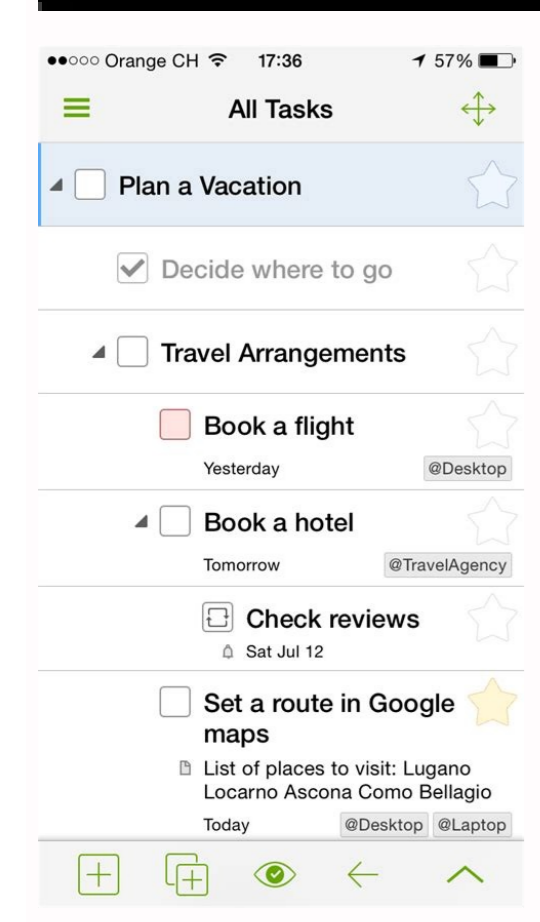 Orange CH 17:36 57%
All Tasks
Plan a Vacation
Decide where to go
Travel Arrangements
Book a flight
Yesterday @Desktop
Book a hotel
Tomorrow @TravelAgency
Check reviews
Sat Jul 12
Set a route in Google
maps
List of places to visit: Lugano
Locarno Ascona Como Bellagio
Today @Desktop @Laptop